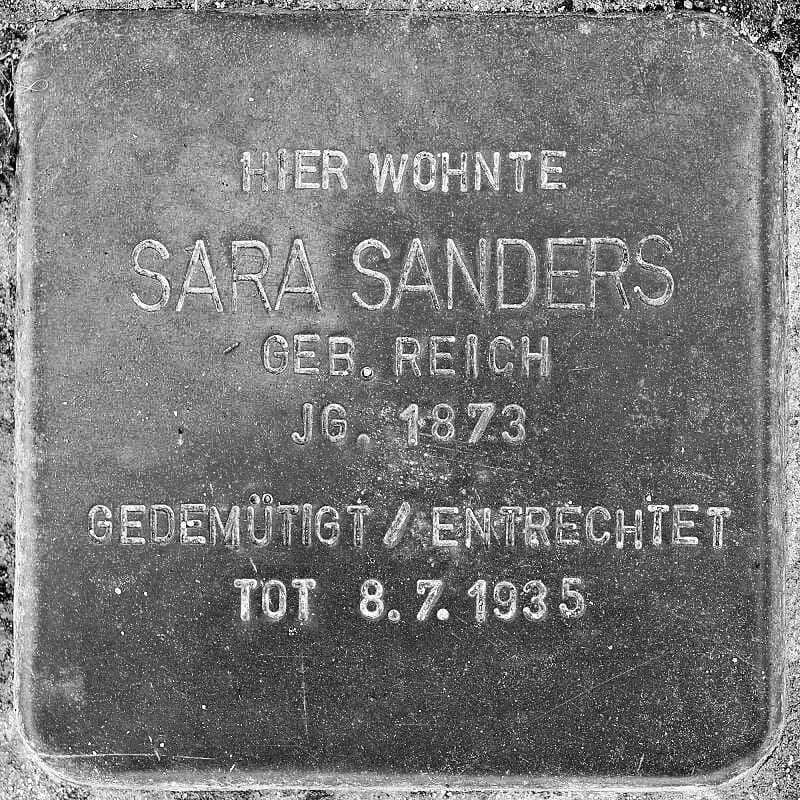 HIER WOHNTE
SARA SANDERS
GEB. REICH
JG. 1873
GEDEMÜTIGT / ENTRECHTET
TOT 8.7.1935